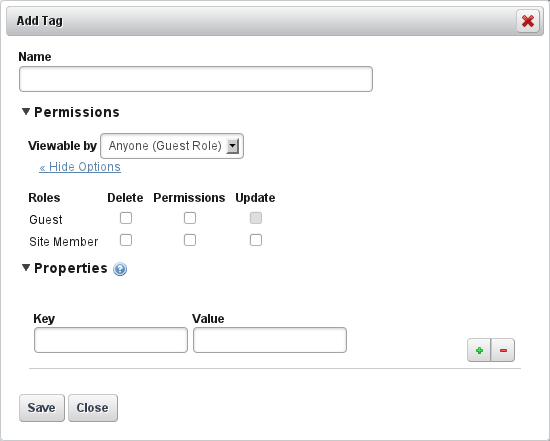 Add Tag
Name
Permissions
Viewable by Anyone (Guest Role)
« Hide Options
Roles Delete Permissions Update
Guest
Site Member
Properties ?
Key Value
Save Close